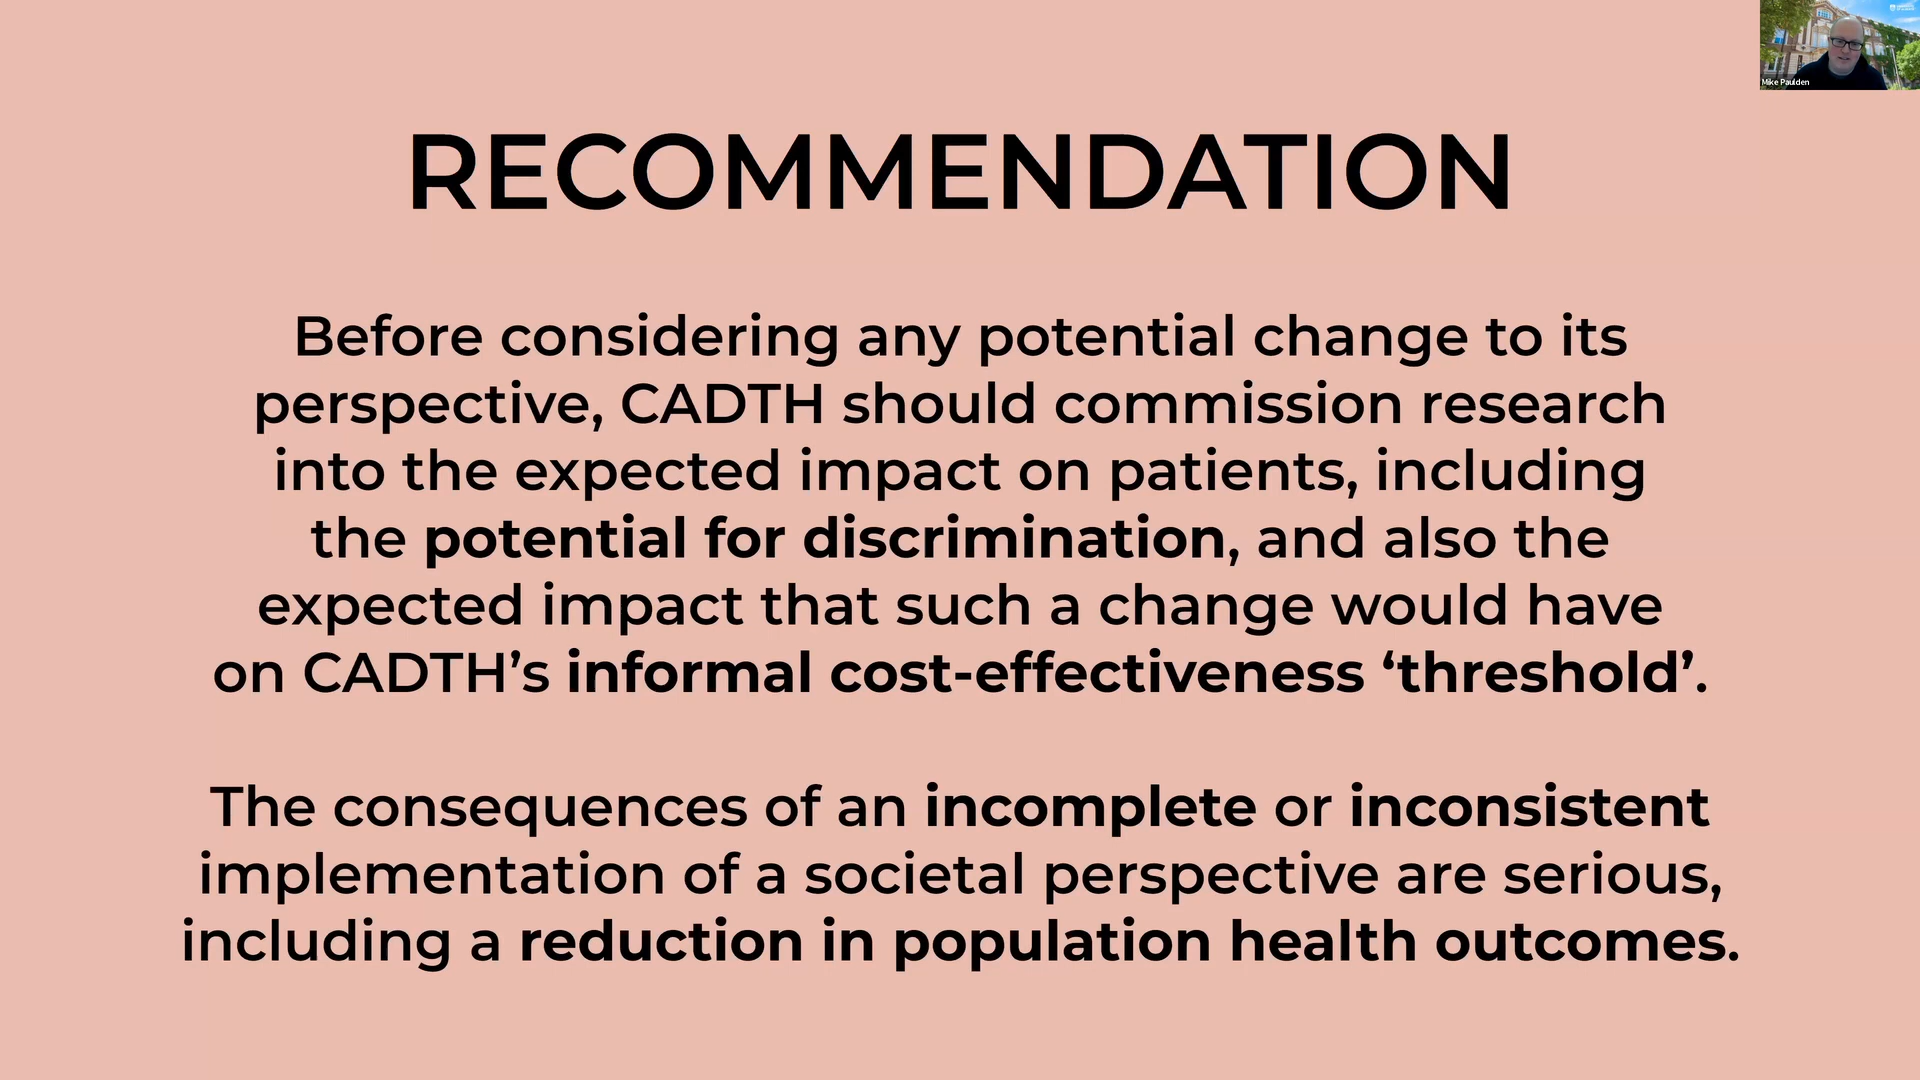 Mike Paulden
RECOMMENDATION
Before considering any potential change to its
perspective, CADTH should commission research
into the expected impact on patients, including
the potential for discrimination, and also the
expected impact that such a change would have
on CADTH’s informal cost-effectiveness ‘threshold’.
The consequences of an incomplete or inconsistent
implementation of a societal perspective are serious,
including a reduction in population health outcomes.